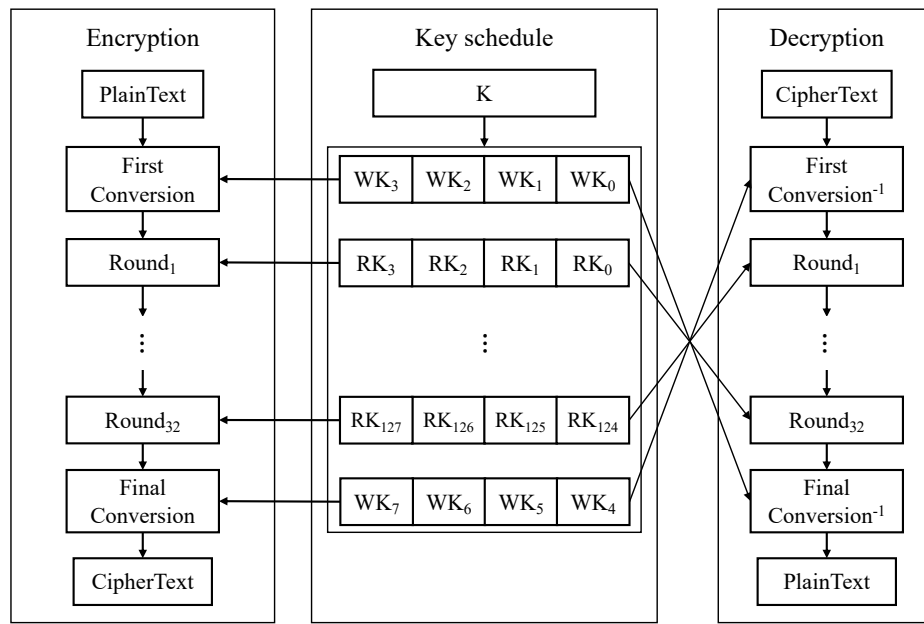 Encryption
PlainText
First
Conversion
Round₁
⋮
Round₃₂
Final
Conversion
CipherText
Key schedule
K
WK₃ WK₂ WK₁ WK₀
RK₃ RK₂ RK₁ RK₀
⋮
RK₁₂₇ RK₁₂₆ RK₁₂₅ RK₁₂₄
WK₇ WK₆ WK₅ WK₄
Decryption
CipherText
First
Conversion⁻¹
Round₁
⋮
Round₃₂
Final
Conversion⁻¹
PlainText